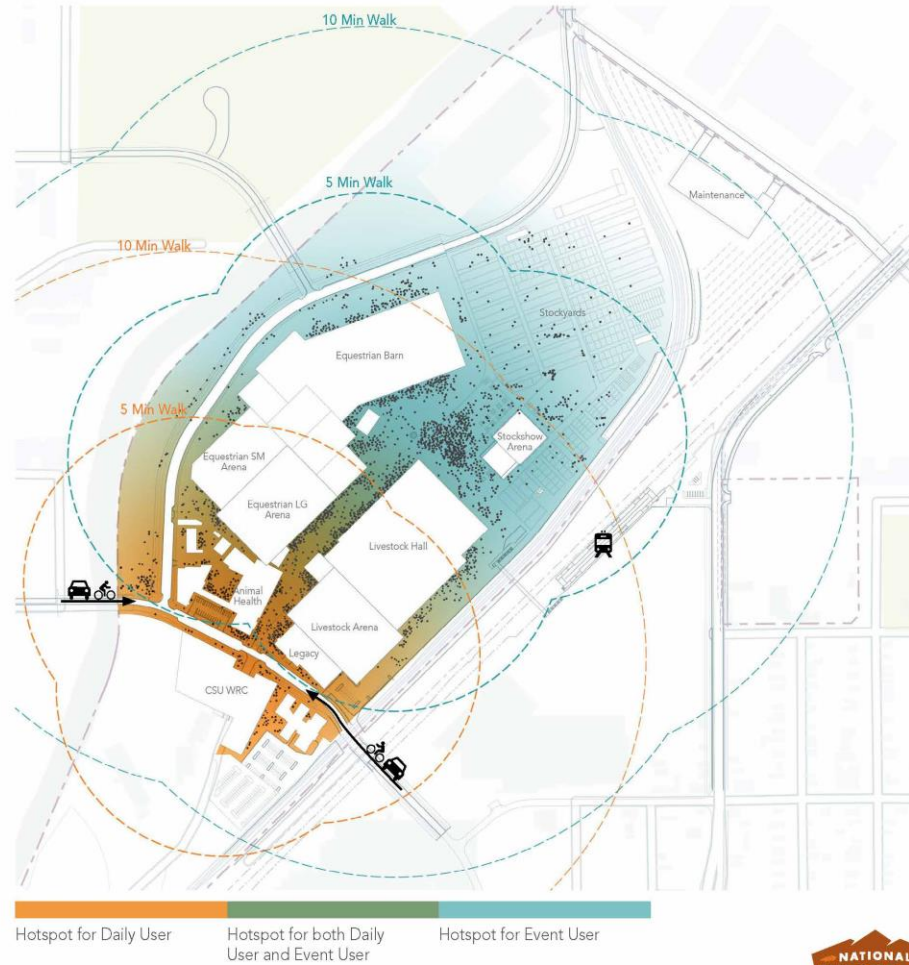 10 Min Walk
5 Min Walk
Maintenance
10 Min Walk
Stockyards
Equestrian Barn
5 Min Walk
Stockshow
Arena
Equestrian SM
Arena
Equestrian LG
Arena
Livestock Hall
Animal
Health
Livestock Arena
Legacy
CSU WRC
Hotspot for Daily User
Hotspot for both Daily
User and Event User
Hotspot for Event User
NATIONAL